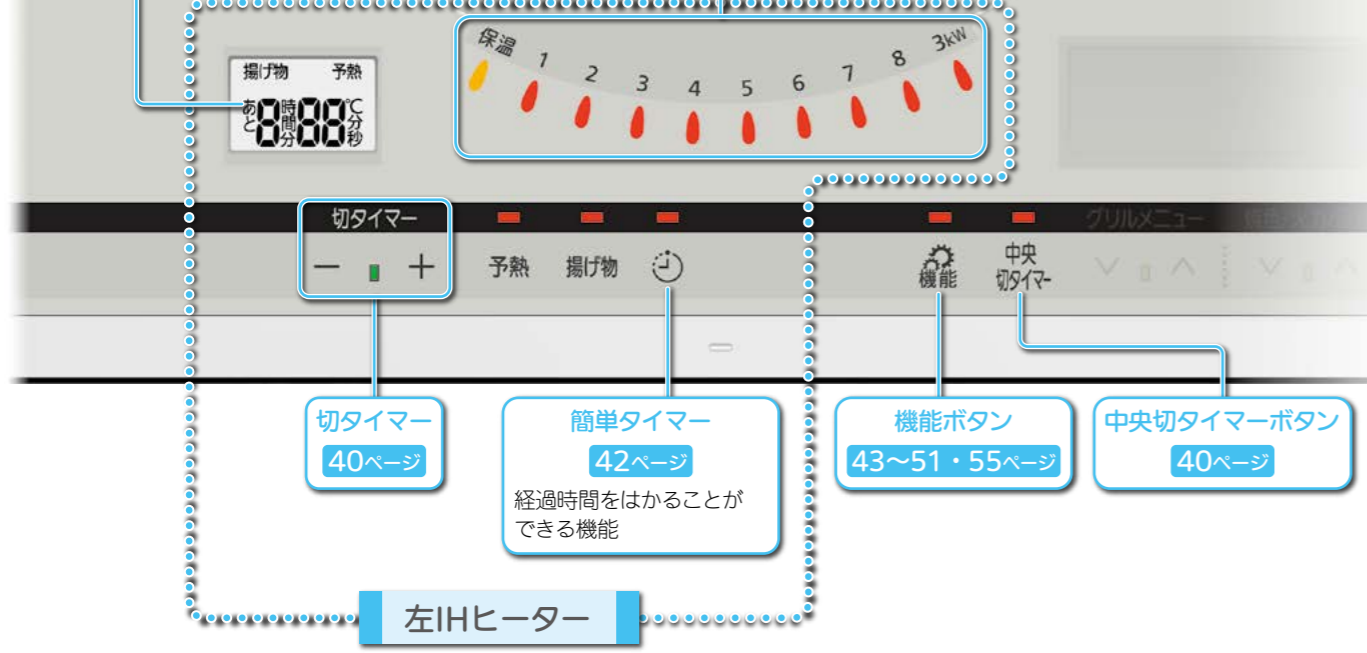 保温 1 2 3 4 5 6 7 8 3kW
揚げ物 予熱
あと 8 時間分 88 ℃分秒
切タイマー グリルメニュー
− + 予熱 揚げ物 機能 中央
切タイマー
切タイマー
40ページ
簡単タイマー
42ページ
経過時間をはかることが
できる機能
機能ボタン
43〜51・55ページ
中央切タイマーボタン
40ページ
左IHヒーター